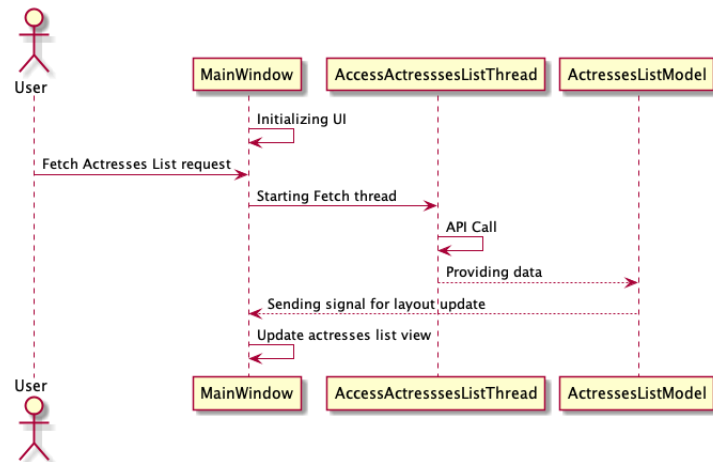 User
MainWindow
AccessActresssesListThread
ActressesListModel
Initializing UI
Fetch Actresses List request
Starting Fetch thread
API Call
Providing data
Sending signal for layout update
Update actresses list view
User
MainWindow
AccessActresssesListThread
ActressesListModel